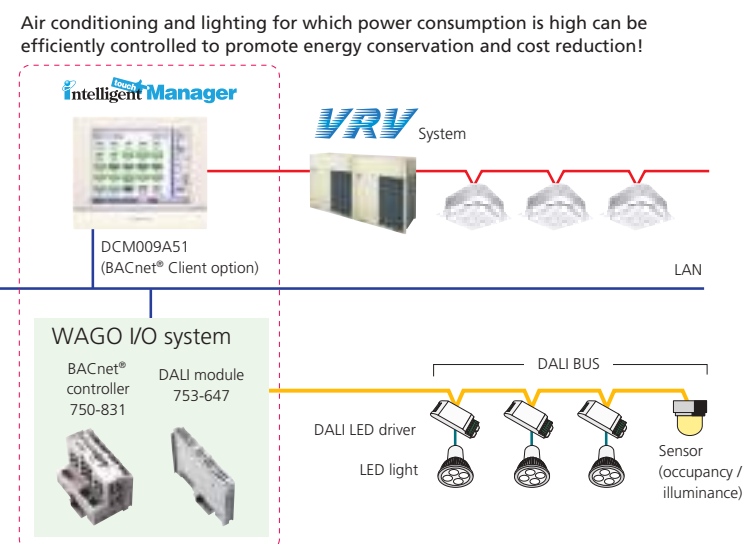 Air conditioning and lighting for which power consumption is high can be
efficiently controlled to promote energy conservation and cost reduction!
intelligent touch Manager
VRV System
DCM009A51
(BACnet® Client option)
LAN
WAGO I/O system
BACnet®
controller
750-831
DALI module
753-647
DALI BUS
DALI LED driver
LED light
Sensor
(occupancy /
illuminance)